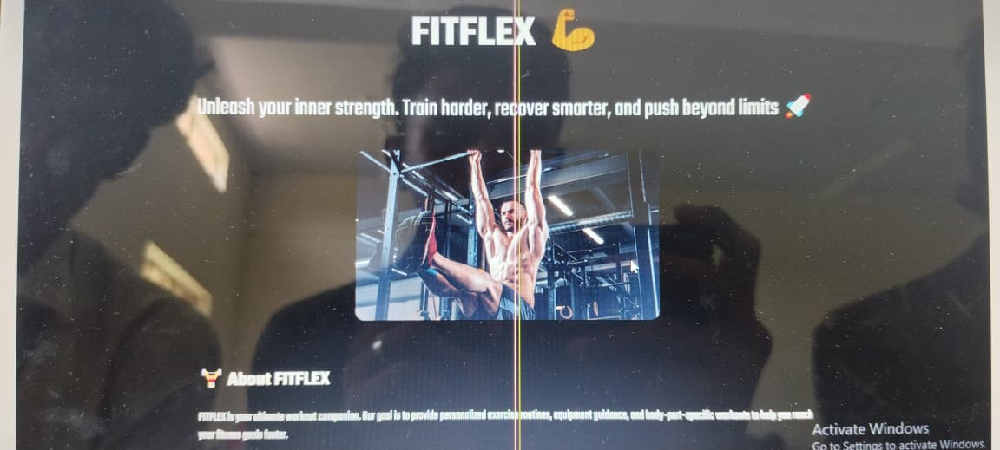 FITFLEX 💪
Unleash your inner strength. Train harder, recover smarter, and push beyond limits 🚀
🏋️ About FITFLEX
FITFLEX is your ultimate workout companion. Our goal is to provide personalized exercise routines, equipment guidance, and body-part-specific workouts to help you reach
your fitness goals faster.
Activate Windows
Go to Settings to activate Windows.